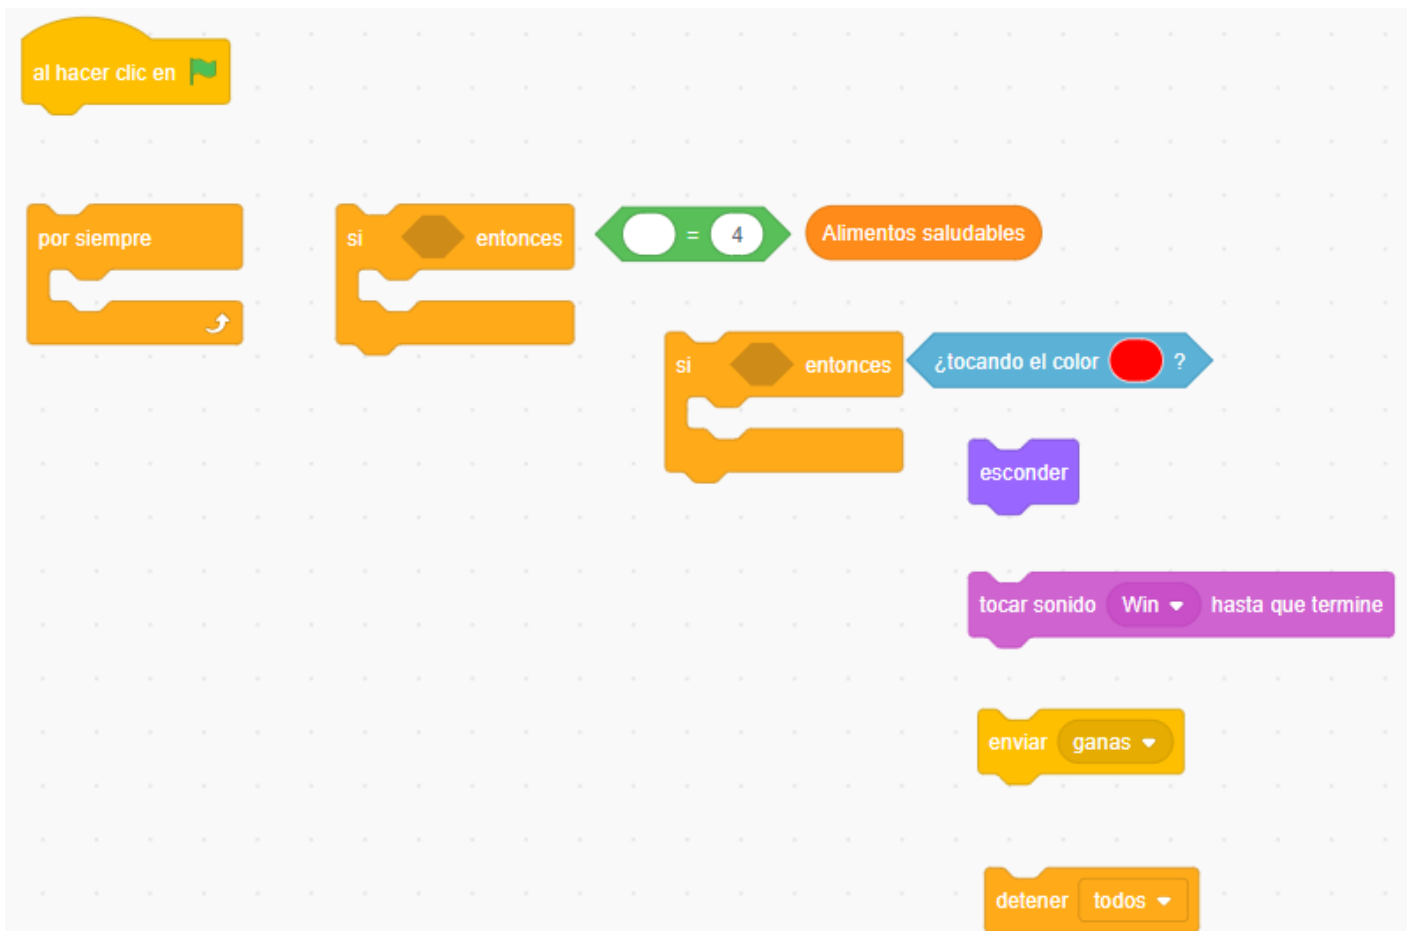 al hacer clic en
por siempre
si entonces
= 4
Alimentos saludables
si entonces
¿tocando el color ?
esconder
tocar sonido Win hasta que termine
enviar ganas
detener todos